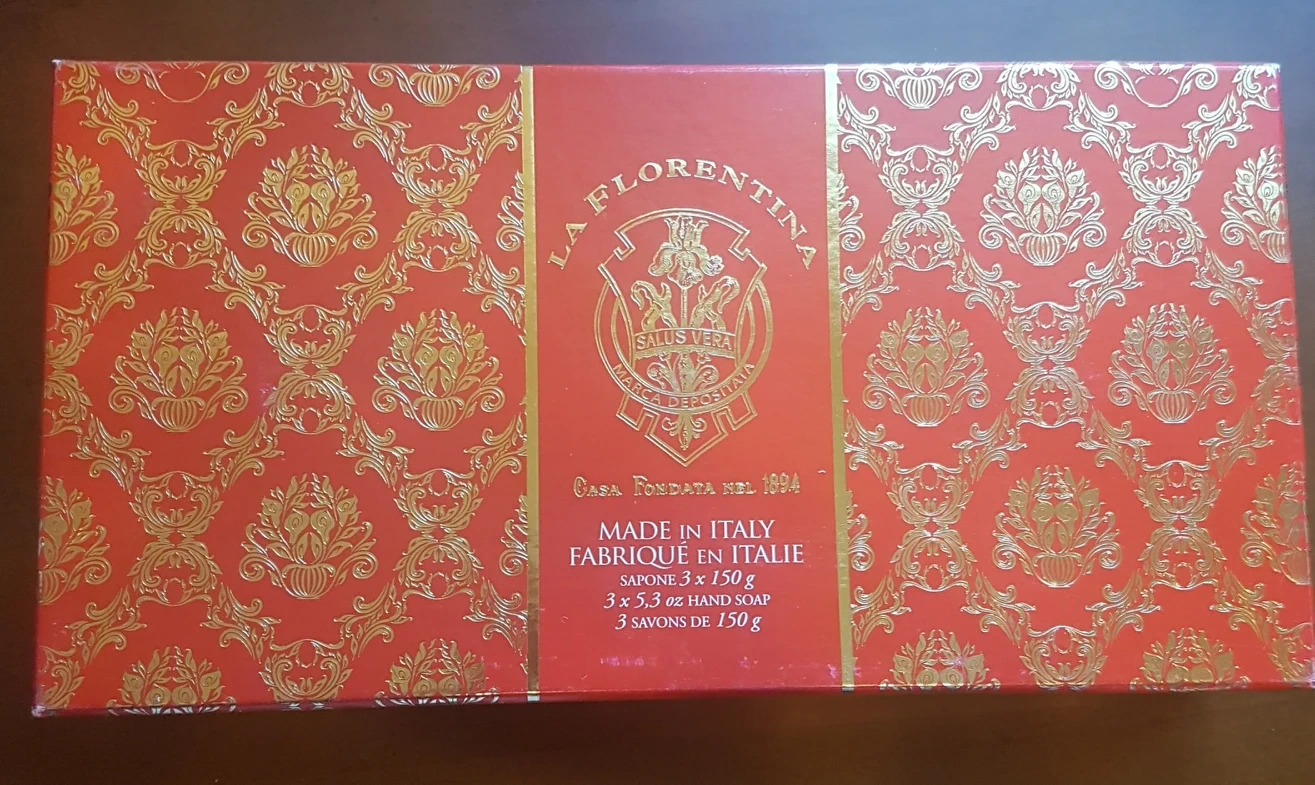 LA FLORENTINA
SALUS VERA
MARCA DEPOSITATA
CASA FONDATA NEL 1894
MADE IN ITALY
FABRIQUÉ EN ITALIE
SAPONE 3 x 150 g
3 x 5,3 oz HAND SOAP
3 SAVONS DE 150 g